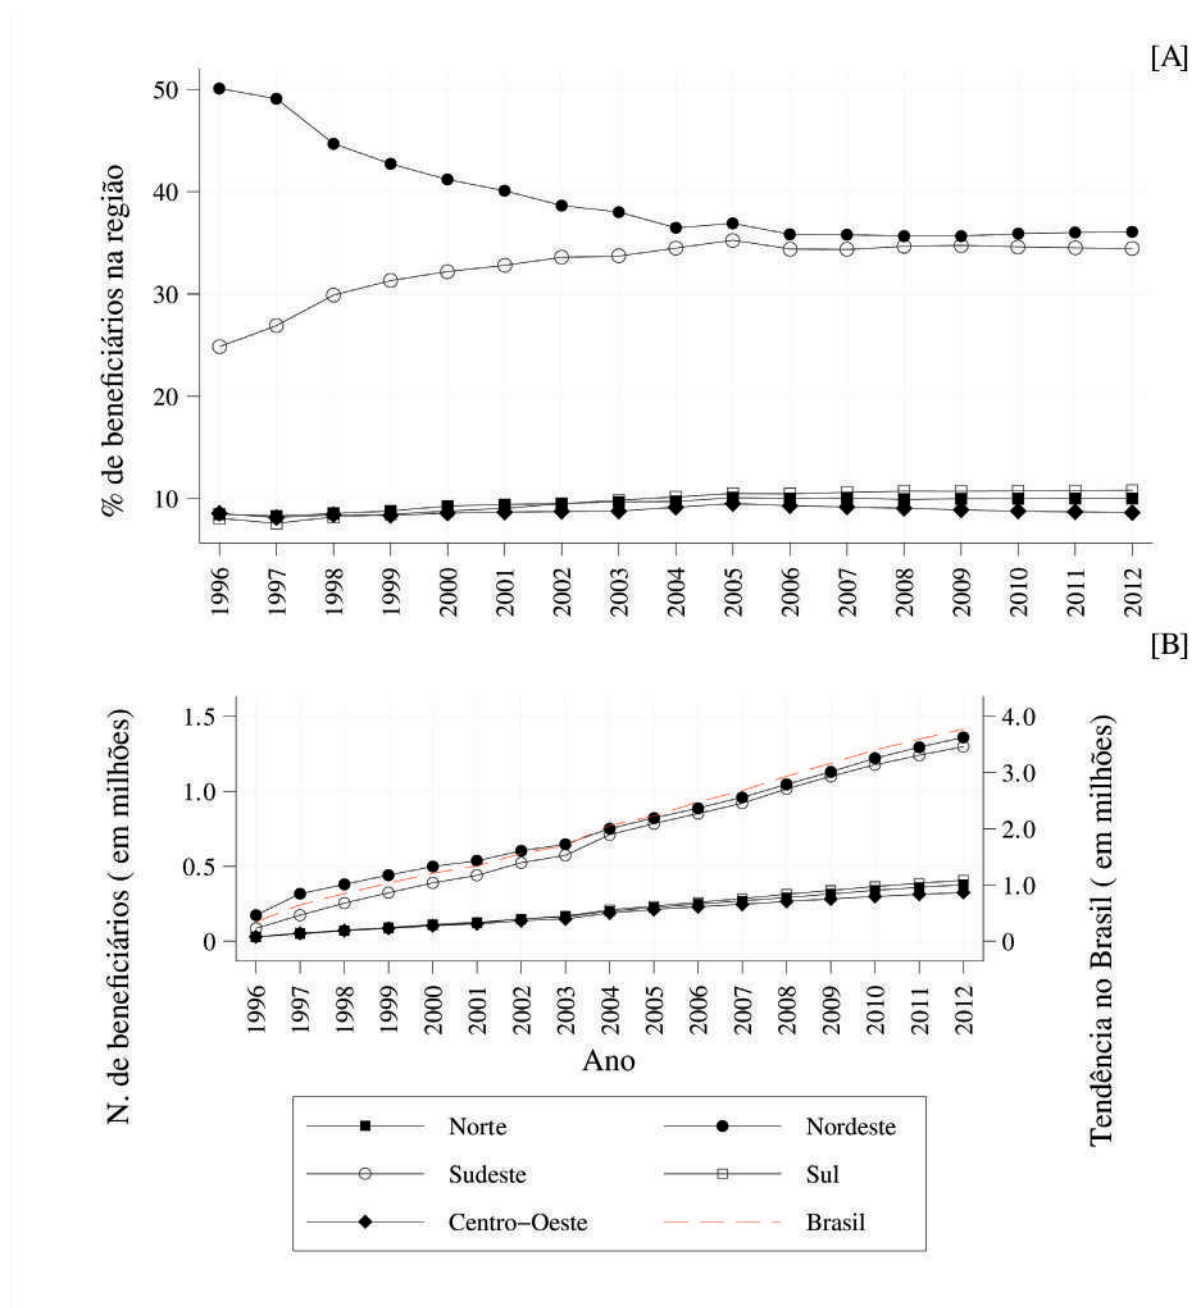 [A]
% de beneficiários na região
50
40
30
20
10
1996 1997 1998 1999 2000 2001 2002 2003 2004 2005 2006 2007 2008 2009 2010 2011 2012
[B]
N. de beneficiários ( em milhões)
1.5
1.0
0.5
0
4.0
3.0
2.0
1.0
0
Tendência no Brasil ( em milhões)
1996 1997 1998 1999 2000 2001 2002 2003 2004 2005 2006 2007 2008 2009 2010 2011 2012
Ano
Norte Nordeste
Sudeste Sul
Centro−Oeste Brasil